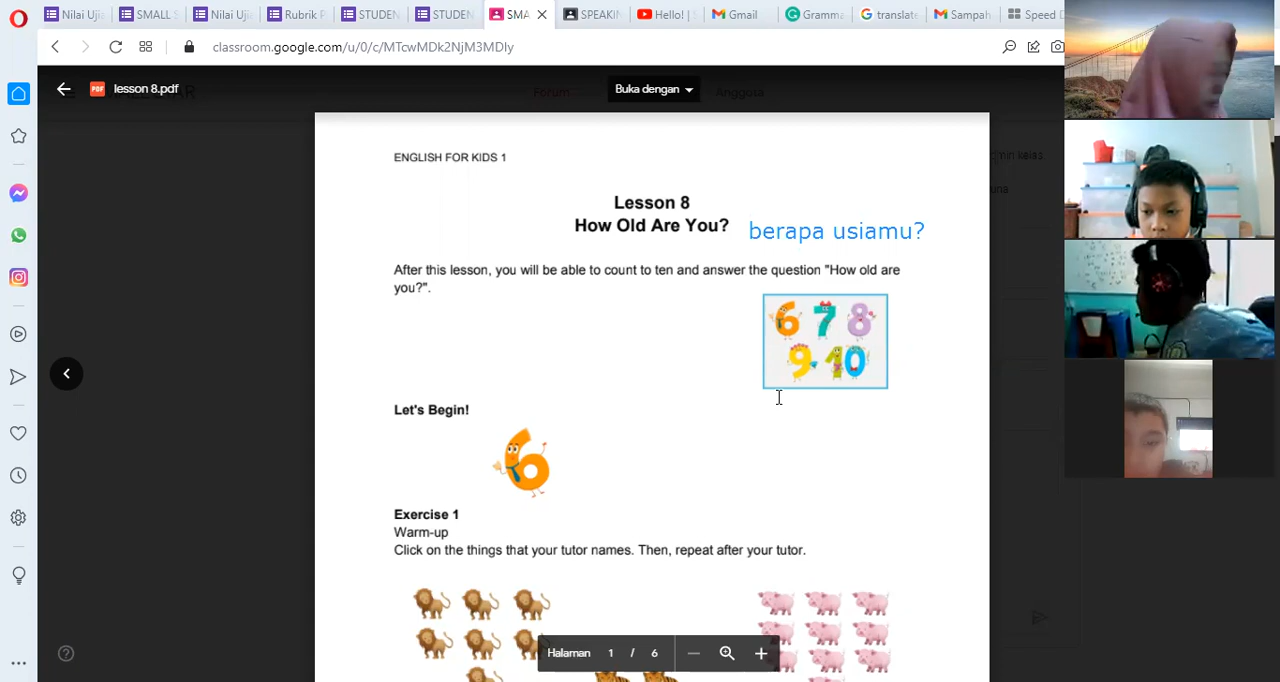 Nilai Uji
SMALL S
Nilai Ujia
Rubrik P
STUDEN
STUDEN
SMA
SPEAKIN
Hello! | S
Gmail
Gramma
translate
Sampah
Speed D
classroom.google.com/u/0/c/MTcwMDk2NjM3MDIy
lesson 8.pdf
Forum
Buka dengan
Anggota
ENGLISH FOR KIDS 1
Lesson 8
How Old Are You?
berapa usiamu?
After this lesson, you will be able to count to ten and answer the question "How old are
you?".
6 7 8
9 10
Let's Begin!
6
Exercise 1
Warm-up
Click on the things that your tutor names. Then, repeat after your tutor.
Halaman 1 / 6